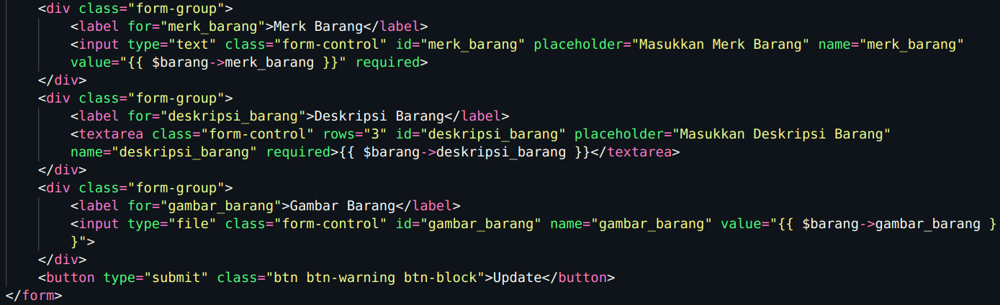 <div class="form-group">
<label for="merk_barang">Merk Barang</label>
<input type="text" class="form-control" id="merk_barang" placeholder="Masukkan Merk Barang" name="merk_barang"
value="{{ $barang->merk_barang }}" required>
</div>
<div class="form-group">
<label for="deskripsi_barang">Deskripsi Barang</label>
<textarea class="form-control" rows="3" id="deskripsi_barang" placeholder="Masukkan Deskripsi Barang"
name="deskripsi_barang" required>{{ $barang->deskripsi_barang }}</textarea>
</div>
<div class="form-group">
<label for="gambar_barang">Gambar Barang</label>
<input type="file" class="form-control" id="gambar_barang" name="gambar_barang" value="{{ $barang->gambar_barang }
}">
</div>
<button type="submit" class="btn btn-warning btn-block">Update</button>
</form>